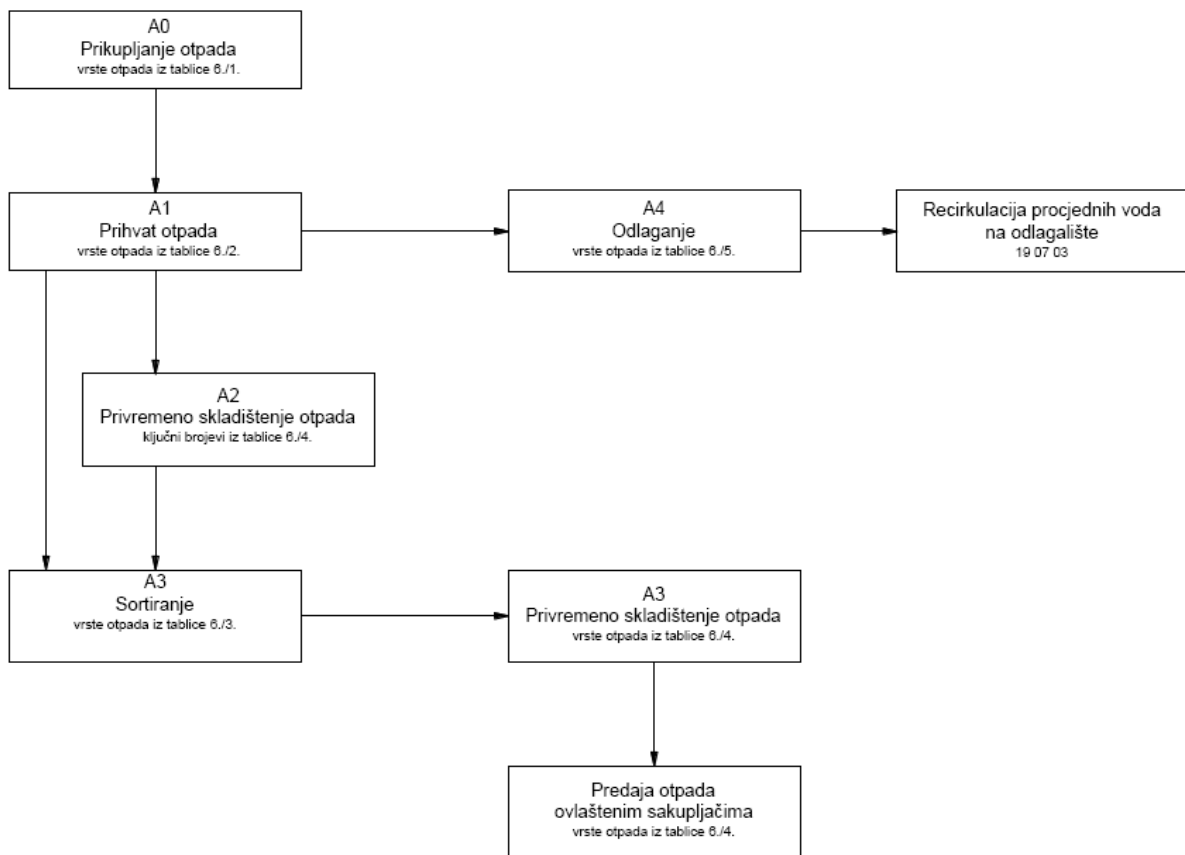 A0
Prikupljanje otpada
vrste otpada iz tablice 6./1.
A1
Prihvat otpada
vrste otpada iz tablice 6./2.
A4
Odlaganje
vrste otpada iz tablice 6./5.
Recirkulacija procjednih voda
na odlagalište
19 07 03
A2
Privremeno skladištenje otpada
ključni brojevi iz tablice 6./4.
A3
Sortiranje
vrste otpada iz tablice 6./3.
A3
Privremeno skladištenje otpada
vrste otpada iz tablice 6./4.
Predaja otpada
ovlaštenim sakupljačima
vrste otpada iz tablice 6./4.